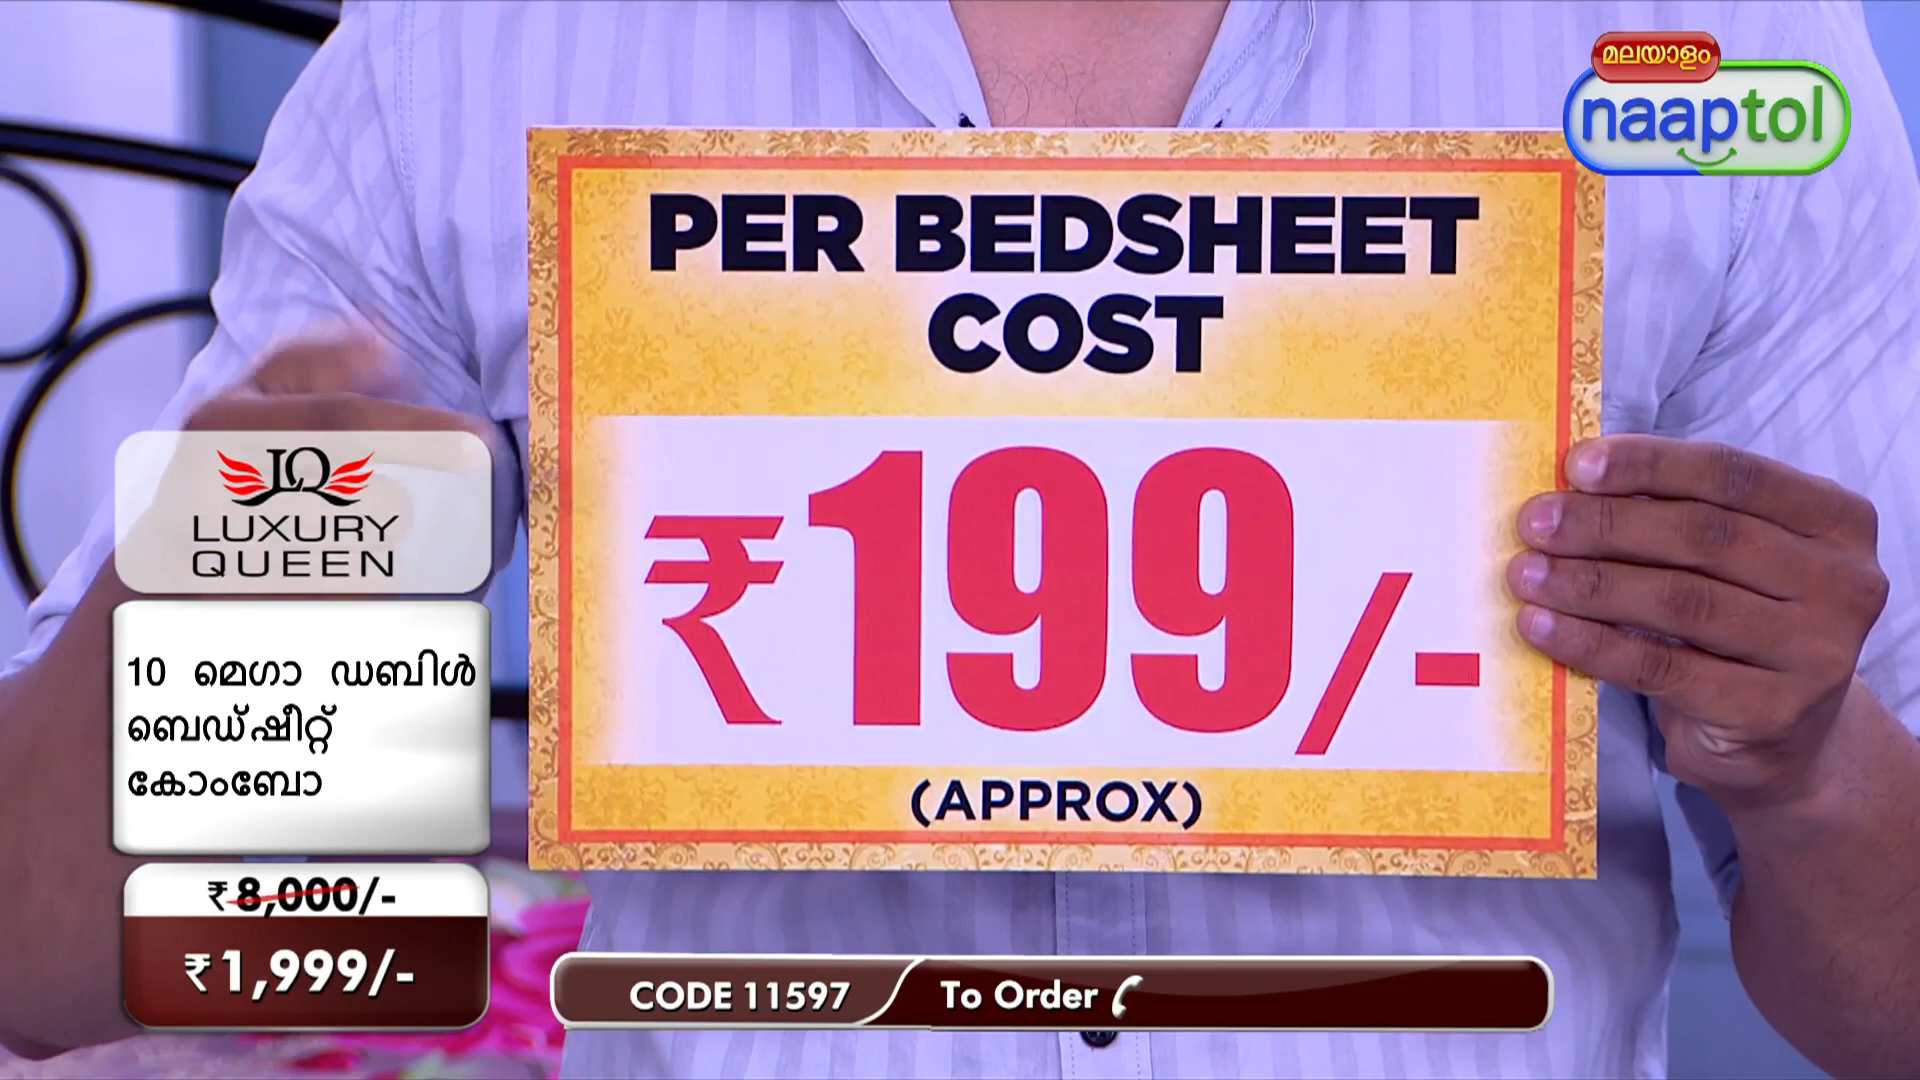 മലയാളം
naaptol
PER BEDSHEET
COST
₹199/-
(APPROX)
LQ
LUXURY
QUEEN
10 മെഗാ ഡബിൾ
ബെഡ്ഷീറ്റ്
കോംബോ
₹8,000/-
₹1,999/-
CODE 11597 To Order